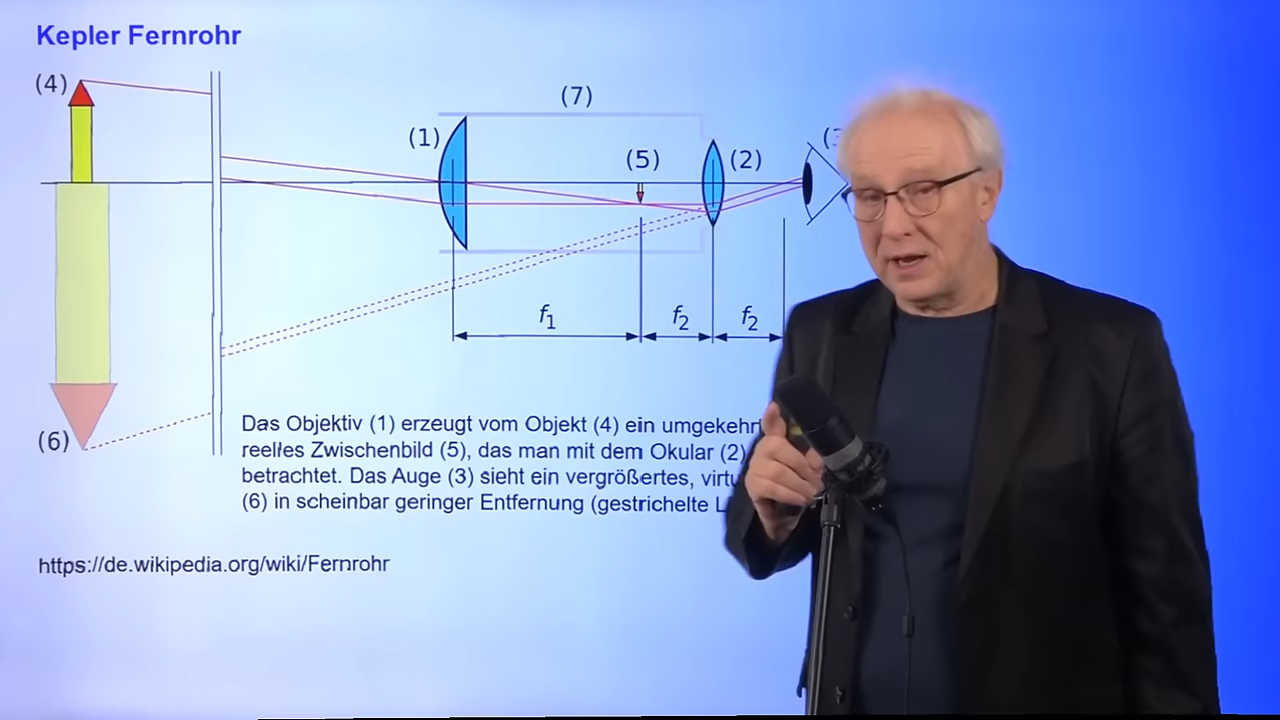 Kepler Fernrohr
(4)
(7)
(1)
(5)
(2)
f1
f2
f2
(6)
Das Objektiv (1) erzeugt vom Objekt (4) ein
reelles Zwischenbild (5), das man mit dem Okular (2)
betrachtet. Das Auge (3) sieht ein vergrößertes,
(6) in scheinbar geringer Entfernung (gestrichelte
https://de.wikipedia.org/wiki/Fernrohr